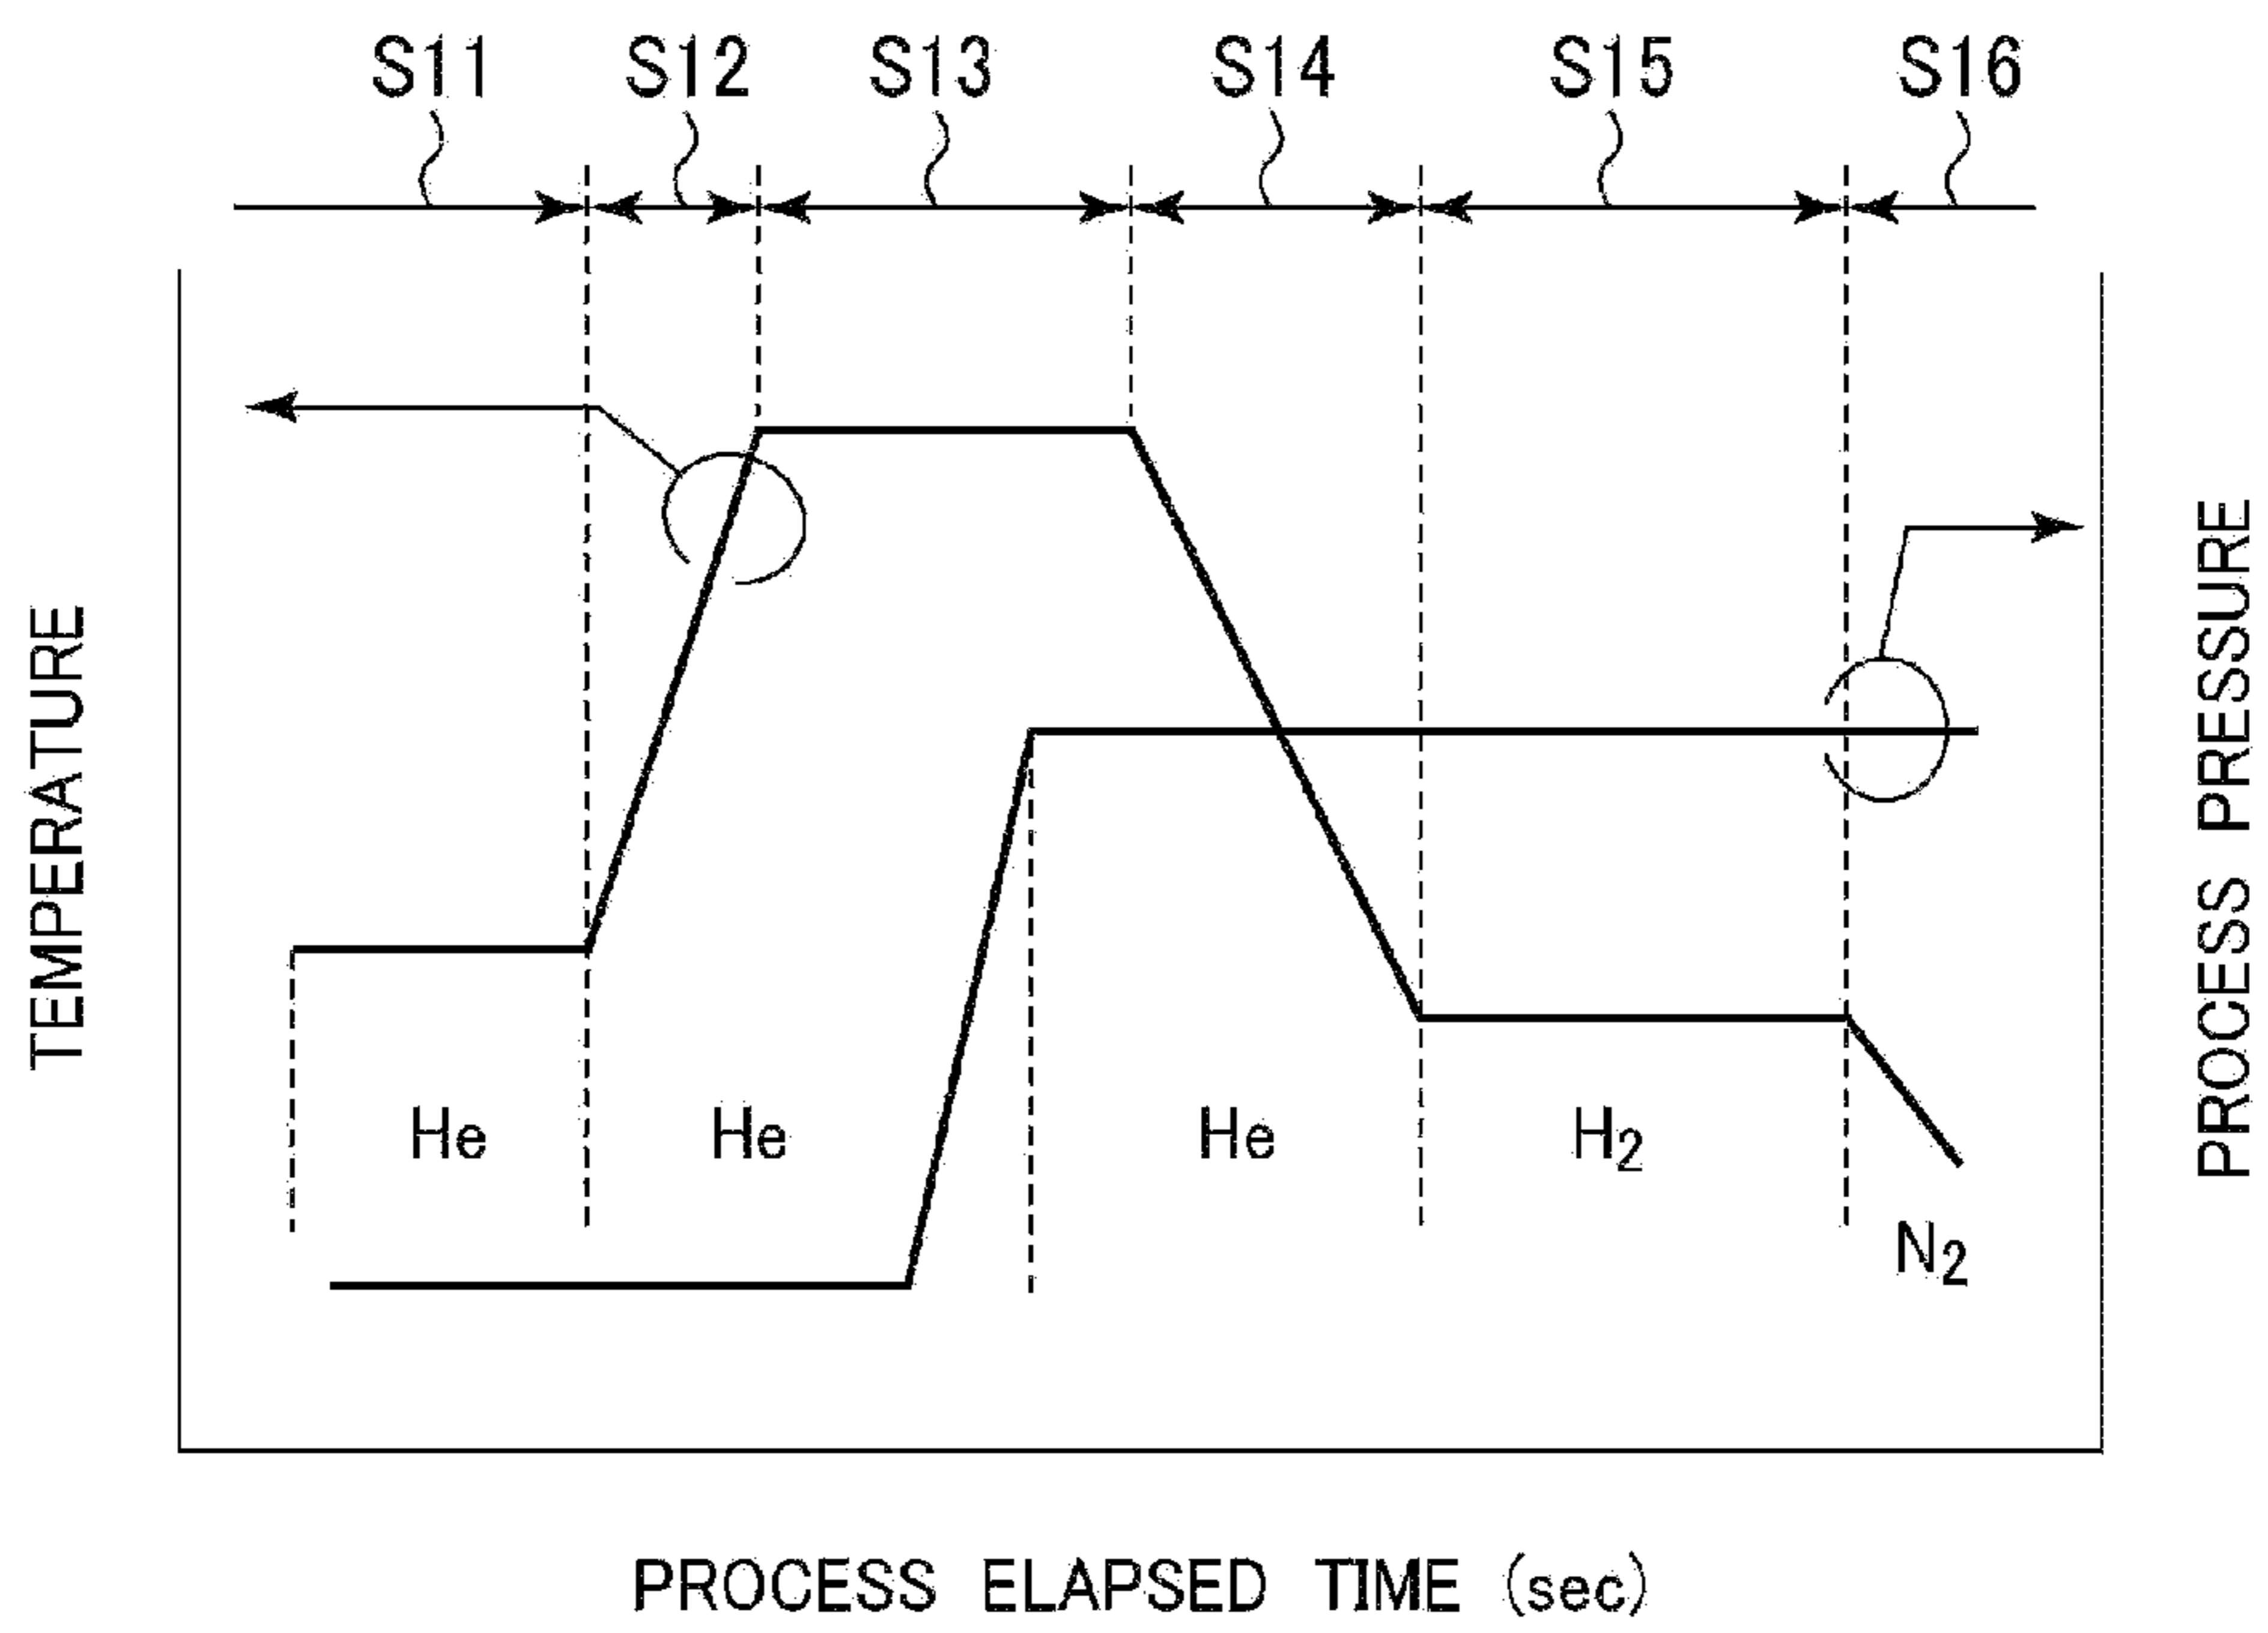 S11 S12 S13 S14 S15 S16
TEMPERATURE
PROCESS PRESSURE
He He He H2
N2
PROCESS ELAPSED TIME (sec)